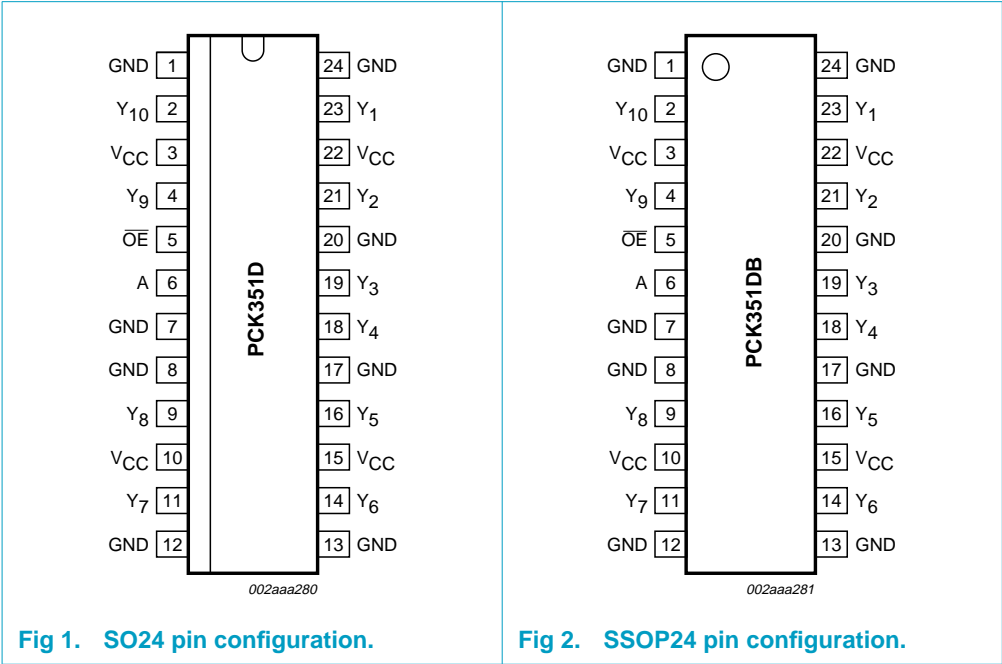 GND 1 24 GND
Y10 2 23 Y1
VCC 3 22 VCC
Y9 4 21 Y2
OE 5 20 GND
A 6 19 Y3
GND 7 18 Y4
GND 8 17 GND
Y8 9 16 Y5
VCC 10 15 VCC
Y7 11 14 Y6
GND 12 13 GND
PCK351D
002aaa280
Fig 1. SO24 pin configuration.
GND 1 24 GND
Y10 2 23 Y1
VCC 3 22 VCC
Y9 4 21 Y2
OE 5 20 GND
A 6 19 Y3
GND 7 18 Y4
GND 8 17 GND
Y8 9 16 Y5
VCC 10 15 VCC
Y7 11 14 Y6
GND 12 13 GND
PCK351DB
002aaa281
Fig 2. SSOP24 pin configuration.